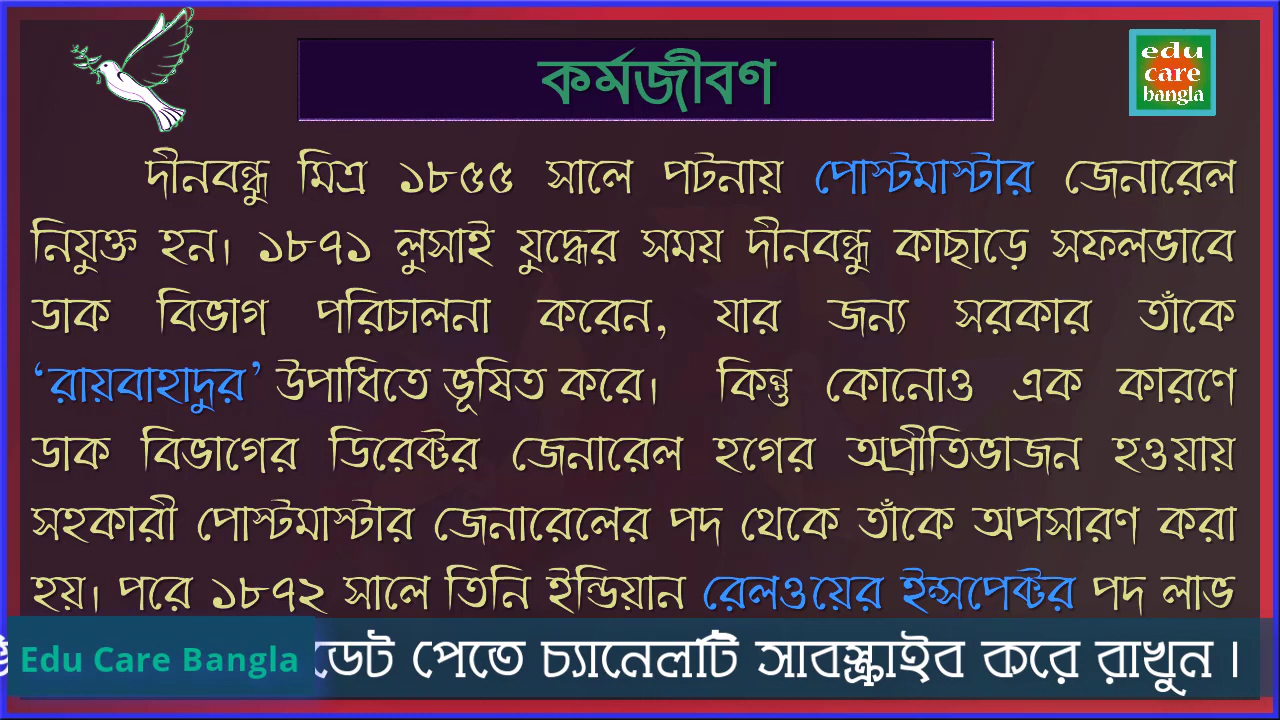 কর্মজীবণ
edu
care
bangla
দীনবন্ধু মিত্র ১৮৫৫ সালে পটনায় পোস্টমাস্টার জেনারেল
নিযুক্ত হন। ১৮৭১ লুসাই যুদ্ধের সময় দীনবন্ধু কাছাড়ে সফলভাবে
ডাক বিভাগ পরিচালনা করেন, যার জন্য সরকার তাঁকে
‘রায়বাহাদুর’ উপাধিতে ভূষিত করে। কিন্তু কোনোও এক কারণে
ডাক বিভাগের ডিরেক্টর জেনারেল হগের অপ্রীতিভাজন হওয়ায়
সহকারী পোস্টমাস্টার জেনারেলের পদ থেকে তাঁকে অপসারণ করা
হয়। পরে ১৮৭২ সালে তিনি ইন্ডিয়ান রেলওয়ের ইন্সপেক্টর পদ লাভ
Edu Care Bangla ডেট পেতে চ্যানেলটি সাবস্ক্রাইব করে রাখুন।